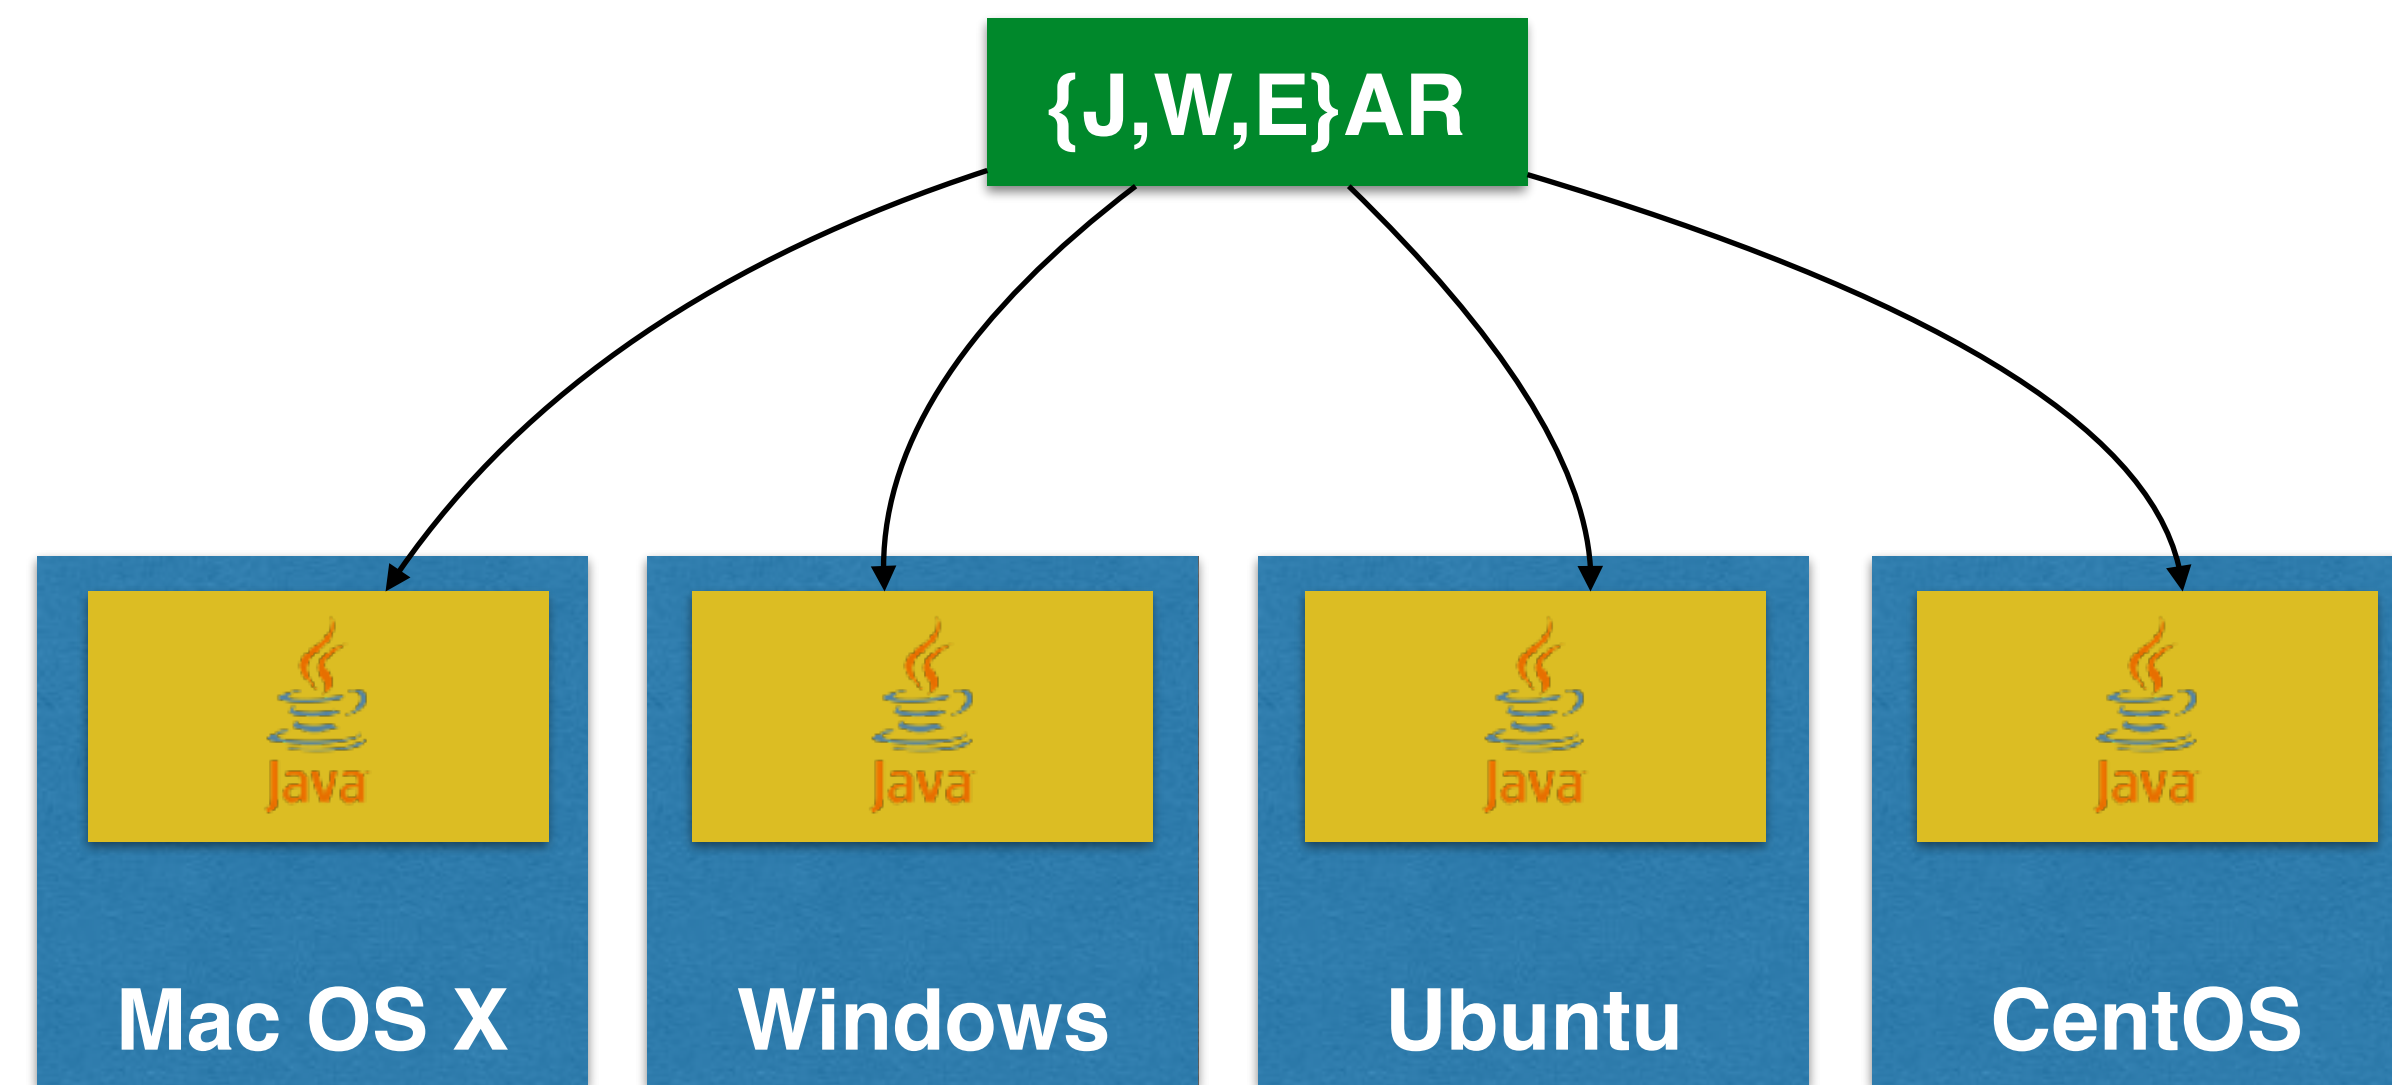 {J,W,E}AR
Java
Java
Java
Java
Mac OS X
Windows
Ubuntu
CentOS